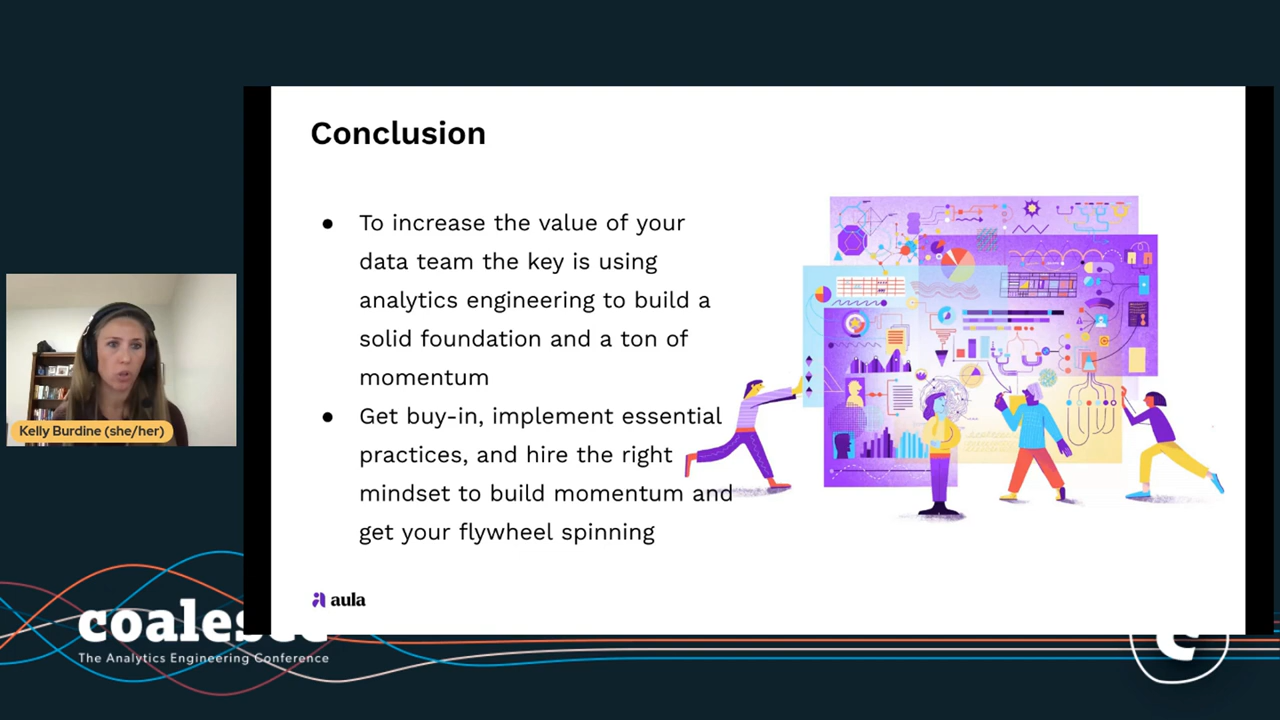 Conclusion
● To increase the value of your
data team the key is using
analytics engineering to build a
solid foundation and a ton of
momentum
● Get buy-in, implement essential
practices, and hire the right
mindset to build momentum and
get your flywheel spinning
aula
Kelly Burdine (she/her)
coalesce
The Analytics Engineering Conference